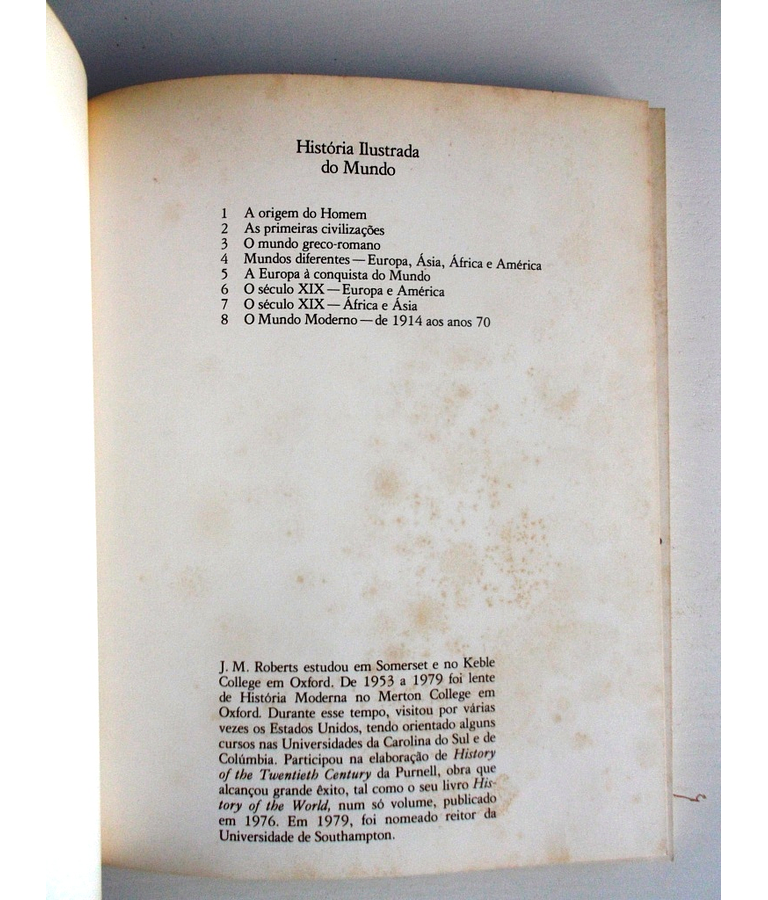 História Ilustrada
do Mundo
1 A origem do Homem
2 As primeiras civilizações
3 O mundo greco-romano
4 Mundos diferentes — Europa, Ásia, África e América
5 A Europa à conquista do Mundo
6 O século XIX — Europa e América
7 O século XIX — África e Ásia
8 O Mundo Moderno — de 1914 aos anos 70
J. M. Roberts estudou em Somerset e no Keble
College em Oxford. De 1953 a 1979 foi lente
de História Moderna no Merton College em
Oxford. Durante esse tempo, visitou por várias
vezes os Estados Unidos, tendo orientado alguns
cursos nas Universidades da Carolina do Sul e de
Colúmbia. Participou na elaboração de History
of the Twentieth Century da Purnell, obra que
alcançou grande êxito, tal como o seu livro His-
tory of the World, num só volume, publicado
em 1976. Em 1979, foi nomeado reitor da
Universidade de Southampton.